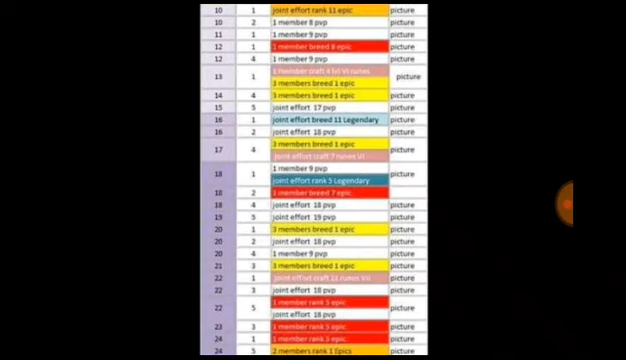 10 1 joint effort rank 11 epic picture
10 2 1 member 8 pvp picture
11 1 1 member 9 pvp picture
12 1 1 member breed 8 epic picture
12 4 1 member 9 pvp picture
13 1 1 member craft 4 lvl VI runes picture
3 members breed 1 epic
14 4 3 members breed 1 epic picture
15 5 joint effort 17 pvp picture
16 1 joint effort breed 11 Legendary picture
16 2 joint effort 18 pvp picture
17 4 3 members breed 1 epic picture
joint effort craft 7 runes VI
18 1 1 member 9 pvp picture
joint effort rank 5 Legendary
18 2 1 member breed 7 epic picture
18 4 joint effort 18 pvp picture
19 5 joint effort 19 pvp picture
20 1 3 members breed 1 epic picture
20 2 joint effort 18 pvp picture
20 4 1 member 9 pvp picture
21 3 3 members breed 1 epic picture
22 1 joint effort craft 11 runes VII picture
22 3 joint effort 18 pvp picture
22 5 1 member rank 5 epic picture
joint effort 18 pvp
23 3 1 member rank 5 epic picture
24 1 1 member rank 5 epic picture
24 5 2 members rank 1 Epics picture